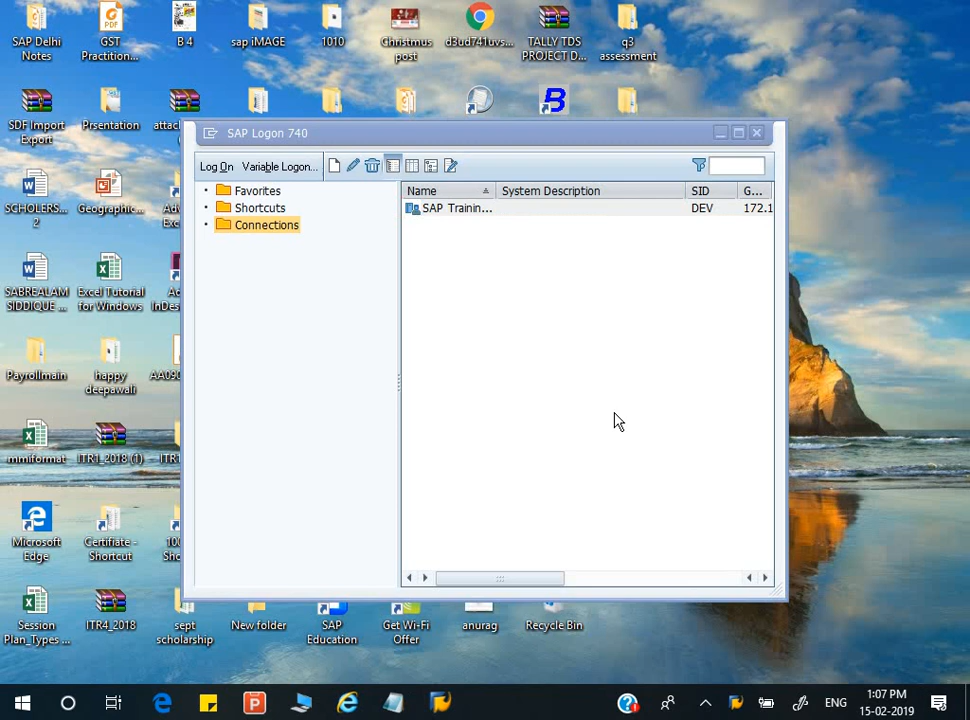 SAP Delhi
Notes
GST
Practition...
B 4
sap iMAGE
1010
Christmus
post
d3ud741uvs...
TALLY TDS
PROJECT D...
q3
assessment
SDF Import
Export...
Prsentation
SAP Logon 740
Log On
Variable Logon...
Favorites
Shortcuts
Connections
Name
System Description
SID
G...
SAP Trainin...
DEV
172.1
SCHOLERS...
2
Geographic...
SABREALAM
SIDDIQUE ...
Excel Tutorial
for Windows
InDes
Payrollmain
happy
deepawali
mmiformat
ITR1_2018 (1)
Microsoft
Edge
Certifiate -
Shortcut
Session
Plan_Types ...
ITR4_2018
sept
scholarship
New folder
SAP
Education
Get Wi-Fi
Offer
anurag
Recycle Bin
ENG
1:07 PM
15-02-2019